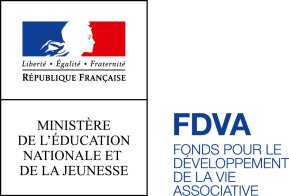 Liberté • Égalité • Fraternité
RÉPUBLIQUE FRANÇAISE
MINISTÈRE
DE L'ÉDUCATION
NATIONALE ET
DE LA JEUNESSE
FDVA
FONDS POUR LE
DÉVELOPPEMENT
DE LA VIE
ASSOCIATIVE